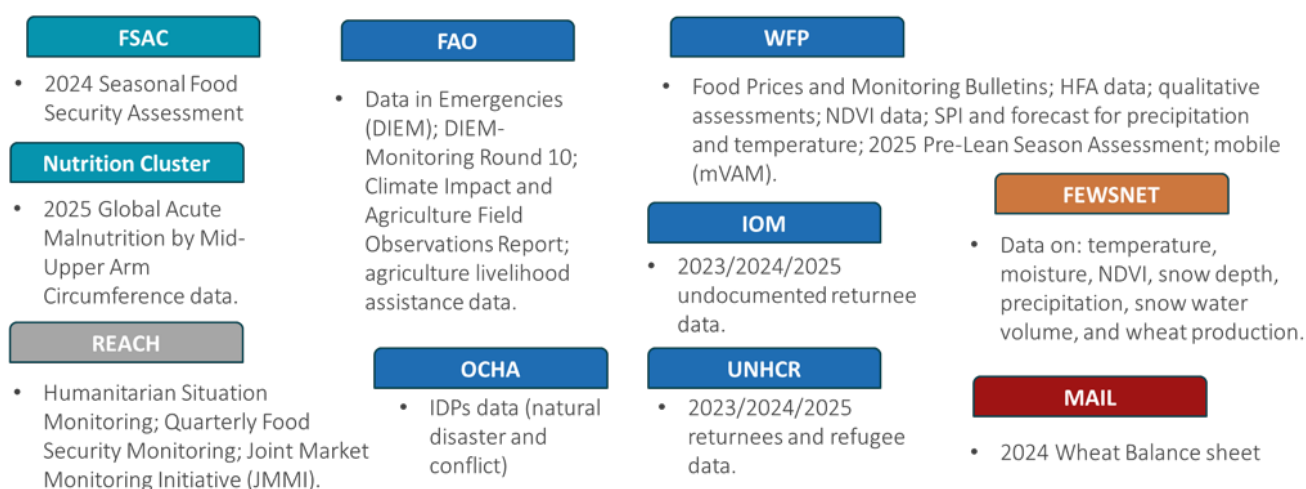 FSAC
• 2024 Seasonal Food
Security Assessment
Nutrition Cluster
• 2025 Global Acute
Malnutrition by Mid-
Upper Arm
Circumference data.
REACH
• Humanitarian Situation
Monitoring; Quarterly Food
Security Monitoring; Joint Market
Monitoring Initiative (JMMI).
FAO
• Data in Emergencies
(DIEM); DIEM-
Monitoring Round 10;
Climate Impact and
Agriculture Field
Observations Report;
agriculture livelihood
assistance data.
OCHA
• IDPs data (natural
disaster and
conflict)
WFP
• Food Prices and Monitoring Bulletins; HFA data; qualitative
assessments; NDVI data; SPI and forecast for precipitation
and temperature; 2025 Pre-Lean Season Assessment; mobile
(mVAM).
IOM
• 2023/2024/2025
undocumented returnee
data.
UNHCR
• 2023/2024/2025
returnees and refugee
data.
FEWSNET
• Data on: temperature,
moisture, NDVI, snow depth,
precipitation, snow water
volume, and wheat production.
MAIL
• 2024 Wheat Balance sheet